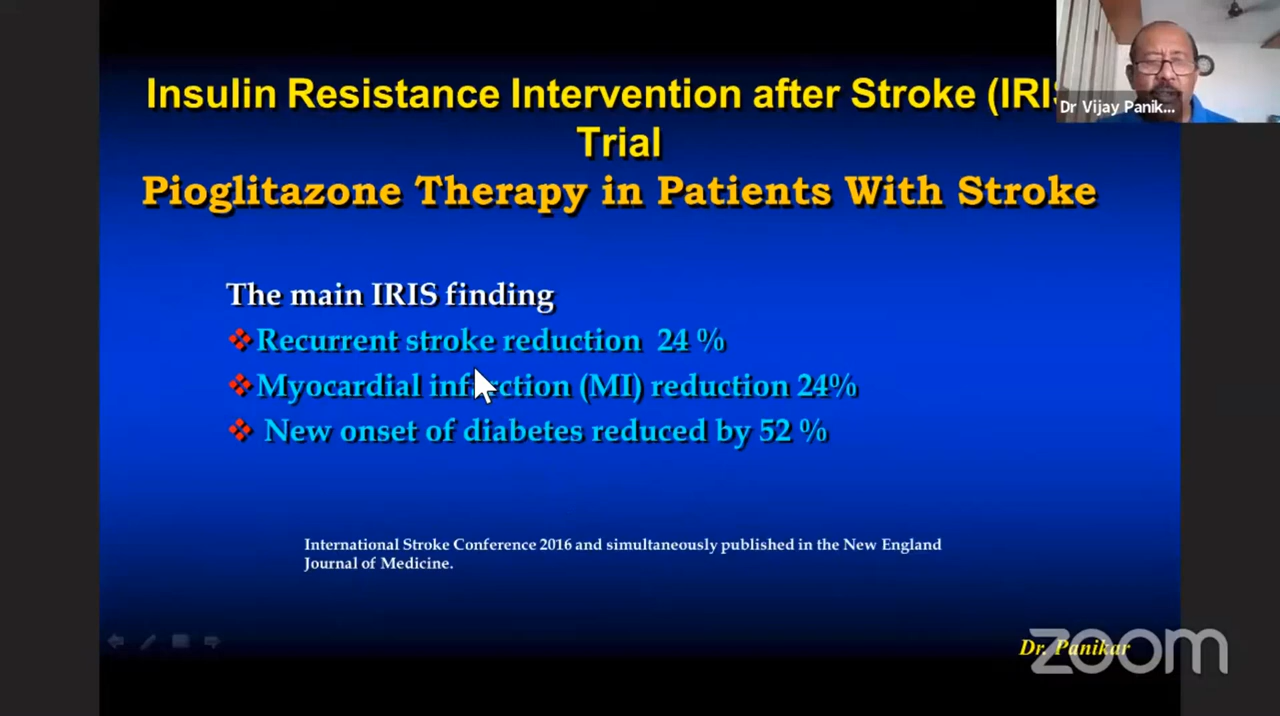 Insulin Resistance Intervention after Stroke (IRIS
Trial
Pioglitazone Therapy in Patients With Stroke
Dr Vijay Panik...
The main IRIS finding
Recurrent stroke reduction 24 %
Myocardial infarction (MI) reduction 24%
New onset of diabetes reduced by 52 %
International Stroke Conference 2016 and simultaneously published in the New England
Journal of Medicine.
Dr. Panikar
zoom